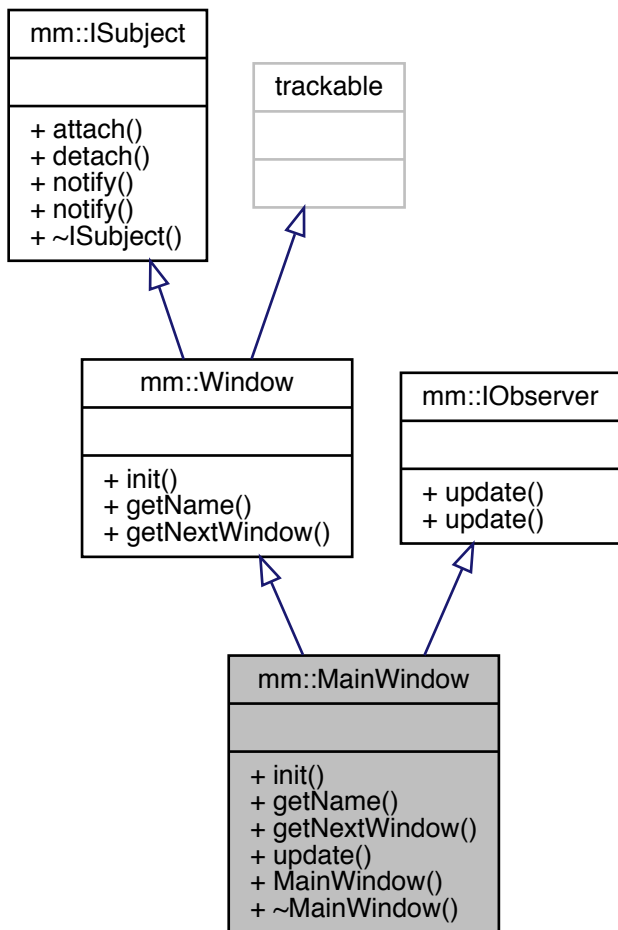 mm::ISubject
+ attach()
+ detach()
+ notify()
+ notify()
+ ~ISubject()
trackable
mm::Window
+ init()
+ getName()
+ getNextWindow()
mm::IObserver
+ update()
+ update()
mm::MainWindow
+ init()
+ getName()
+ getNextWindow()
+ update()
+ MainWindow()
+ ~MainWindow()